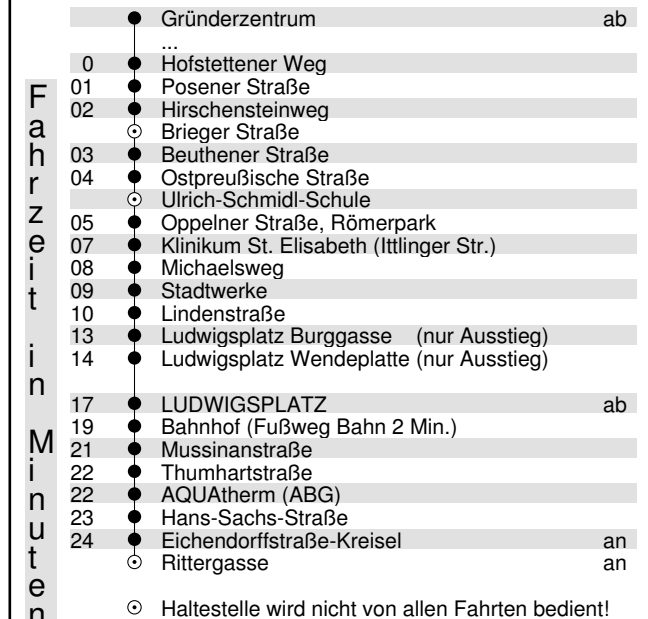 Gründerzentrum ab
...
0 Hofstettener Weg
01 Posener Straße
02 Hirschensteinweg
Brieger Straße
03 Beuthener Straße
04 Ostpreußische Straße
Ulrich-Schmidl-Schule
05 Oppelner Straße, Römerpark
07 Klinikum St. Elisabeth (Ittlinger Str.)
08 Michaelsweg
09 Stadtwerke
10 Lindenstraße
13 Ludwigsplatz Burggasse (nur Ausstieg)
14 Ludwigsplatz Wendeplatte (nur Ausstieg)
17 LUDWIGSPLATZ ab
19 Bahnhof (Fußweg Bahn 2 Min.)
21 Mussinanstraße
22 Thumhartstraße
22 AQUAtherm (ABG)
23 Hans-Sachs-Straße
24 Eichendorffstraße-Kreisel an
Rittergasse an
☉ Haltestelle wird nicht von allen Fahrten bedient!
Fahrzeit in Minuten